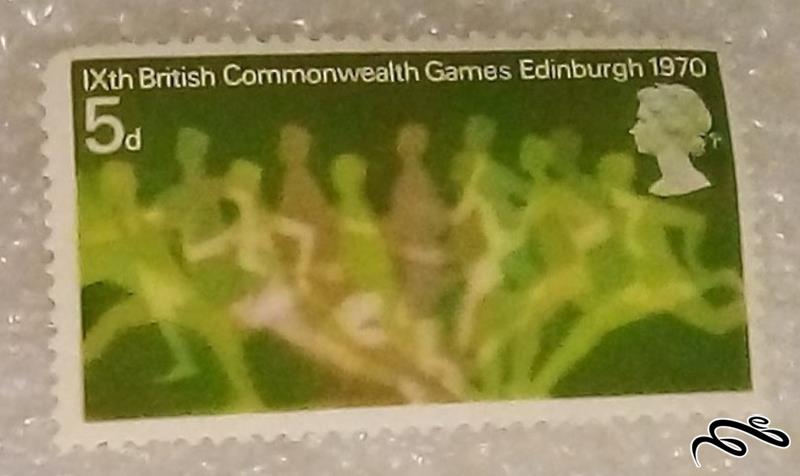 IXth British Commonwealth Games Edinburgh 1970
5d